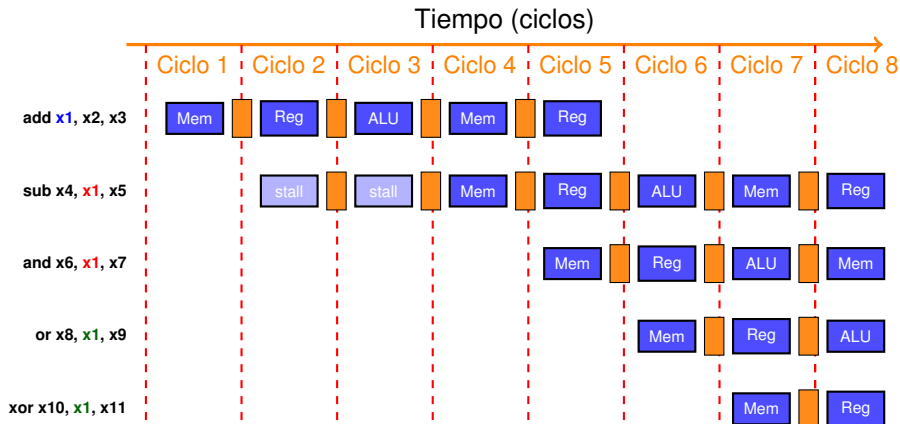 Tiempo (ciclos)
Ciclo 1 Ciclo 2 Ciclo 3 Ciclo 4 Ciclo 5 Ciclo 6 Ciclo 7 Ciclo 8
add x1, x2, x3 Mem Reg ALU Mem Reg
sub x4, x1, x5 stall stall Mem Reg ALU Mem Reg
and x6, x1, x7 Mem Reg ALU Mem
or x8, x1, x9 Mem Reg ALU
xor x10, x1, x11 Mem Reg